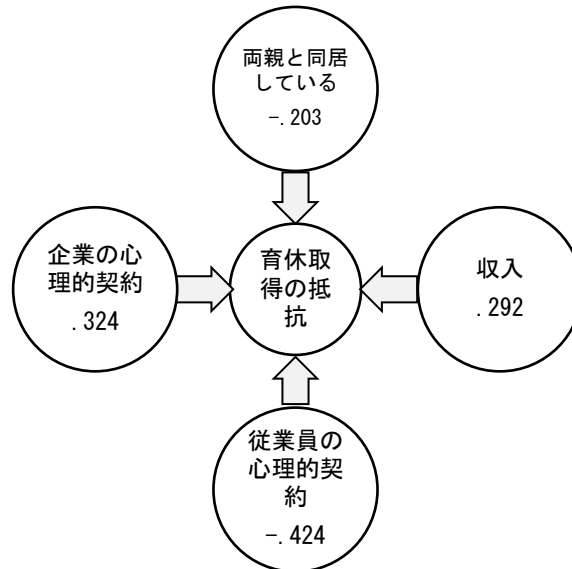 両親と同居
している
-.203
企業の心
理的契約
.324
育休取
得の抵
抗
収入
.292
従業員の
心理的契
約
-.424